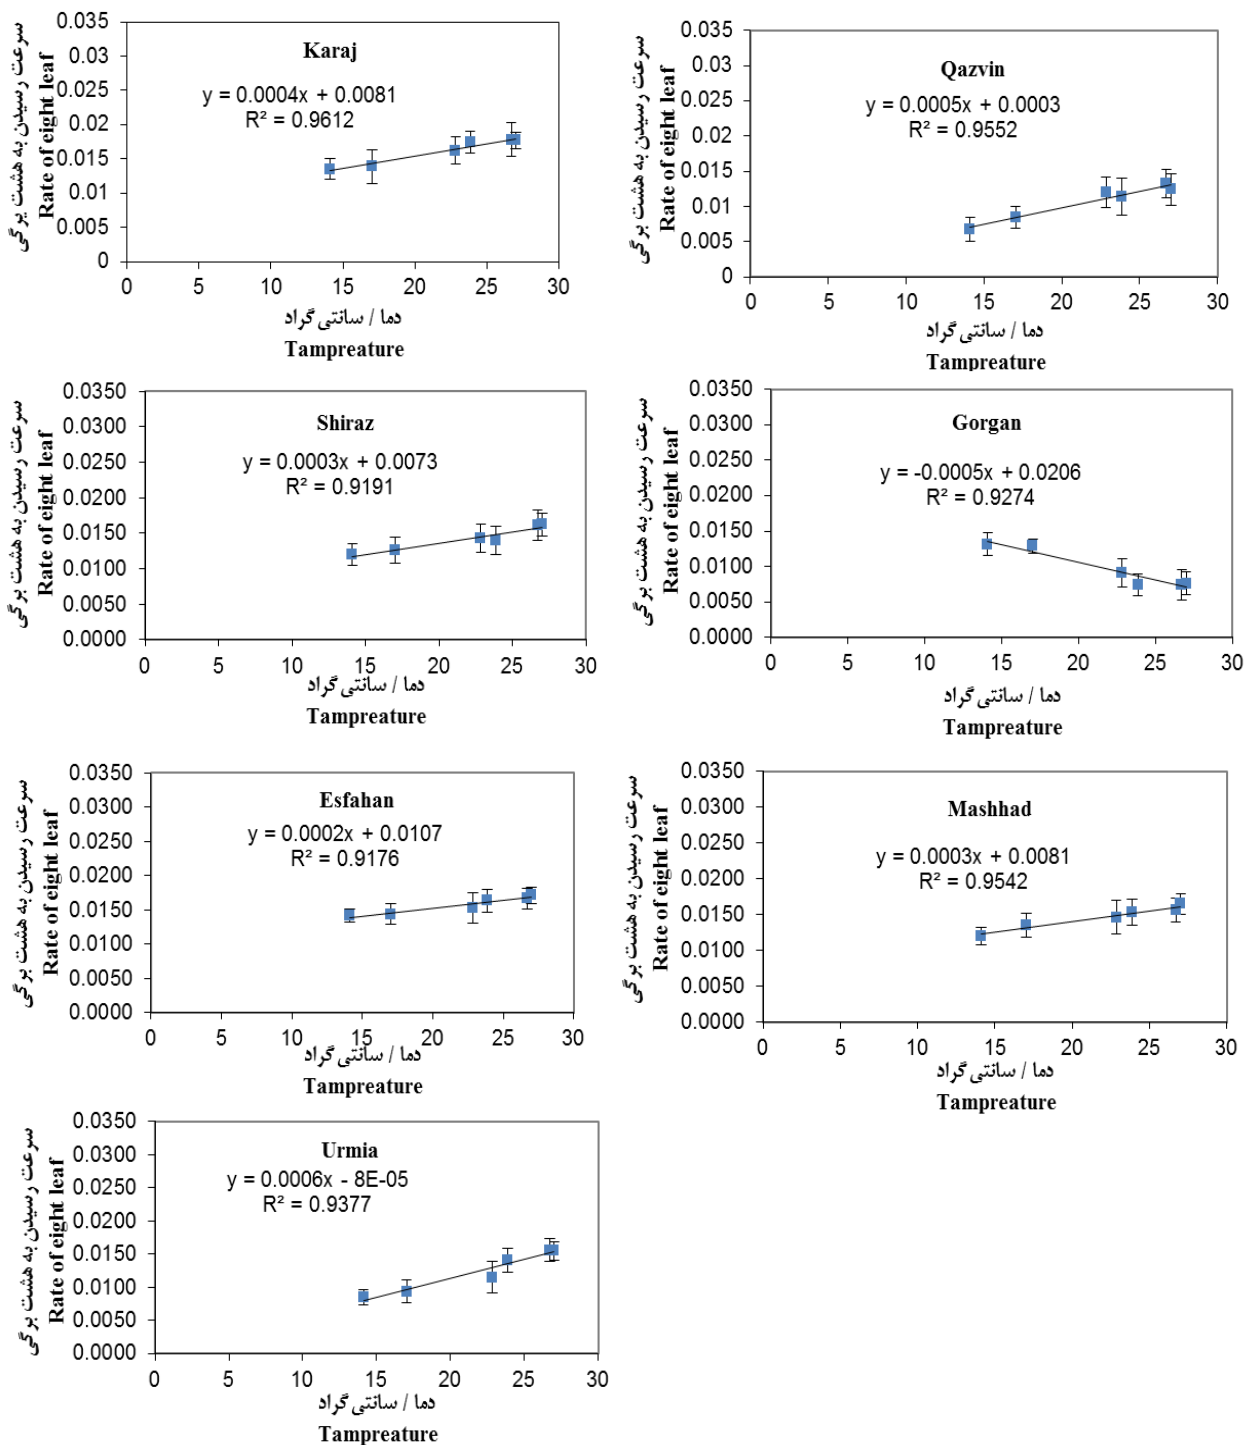 Karaj
y = 0.0004x + 0.0081
R² = 0.9612
سرعت رسیدن به هشت برگی
Rate of eight leaf
0.035
0.03
0.025
0.02
0.015
0.01
0.005
0
0 5 10 15 20 25 30
دما / سانتی گراد
Tampreature
Qazvin
y = 0.0005x + 0.0003
R² = 0.9552
سرعت رسیدن به هشت برگی
Rate of eight leaf
0.035
0.03
0.025
0.02
0.015
0.01
0.005
0
0 5 10 15 20 25 30
دما / سانتی گراد
Tampreature
Shiraz
y = 0.0003x + 0.0073
R² = 0.9191
سرعت رسیدن به هشت برگی
Rate of eight leaf
0.0350
0.0300
0.0250
0.0200
0.0150
0.0100
0.0050
0.0000
0 5 10 15 20 25 30
دما / سانتی گراد
Tampreature
Gorgan
y = -0.0005x + 0.0206
R² = 0.9274
سرعت رسیدن به هشت برگی
Rate of eight leaf
0.0350
0.0300
0.0250
0.0200
0.0150
0.0100
0.0050
0.0000
0 5 10 15 20 25 30
دما / سانتی گراد
Tampreature
Esfahan
y = 0.0002x + 0.0107
R² = 0.9176
سرعت رسیدن به هشت برگی
Rate of eight leaf
0.0350
0.0300
0.0250
0.0200
0.0150
0.0100
0.0050
0.0000
0 5 10 15 20 25 30
دما / سانتی گراد
Tampreature
Mashhad
y = 0.0003x + 0.0081
R² = 0.9542
سرعت رسیدن به هشت برگی
Rate of eight leaf
0.0350
0.0300
0.0250
0.0200
0.0150
0.0100
0.0050
0.0000
0 5 10 15 20 25 30
دما / سانتی گراد
Tampreature
Urmia
y = 0.0006x - 8E-05
R² = 0.9377
سرعت رسیدن به هشت برگی
Rate of eight leaf
0.0350
0.0300
0.0250
0.0200
0.0150
0.0100
0.0050
0.0000
0 5 10 15 20 25 30
دما / سانتی گراد
Tampreature